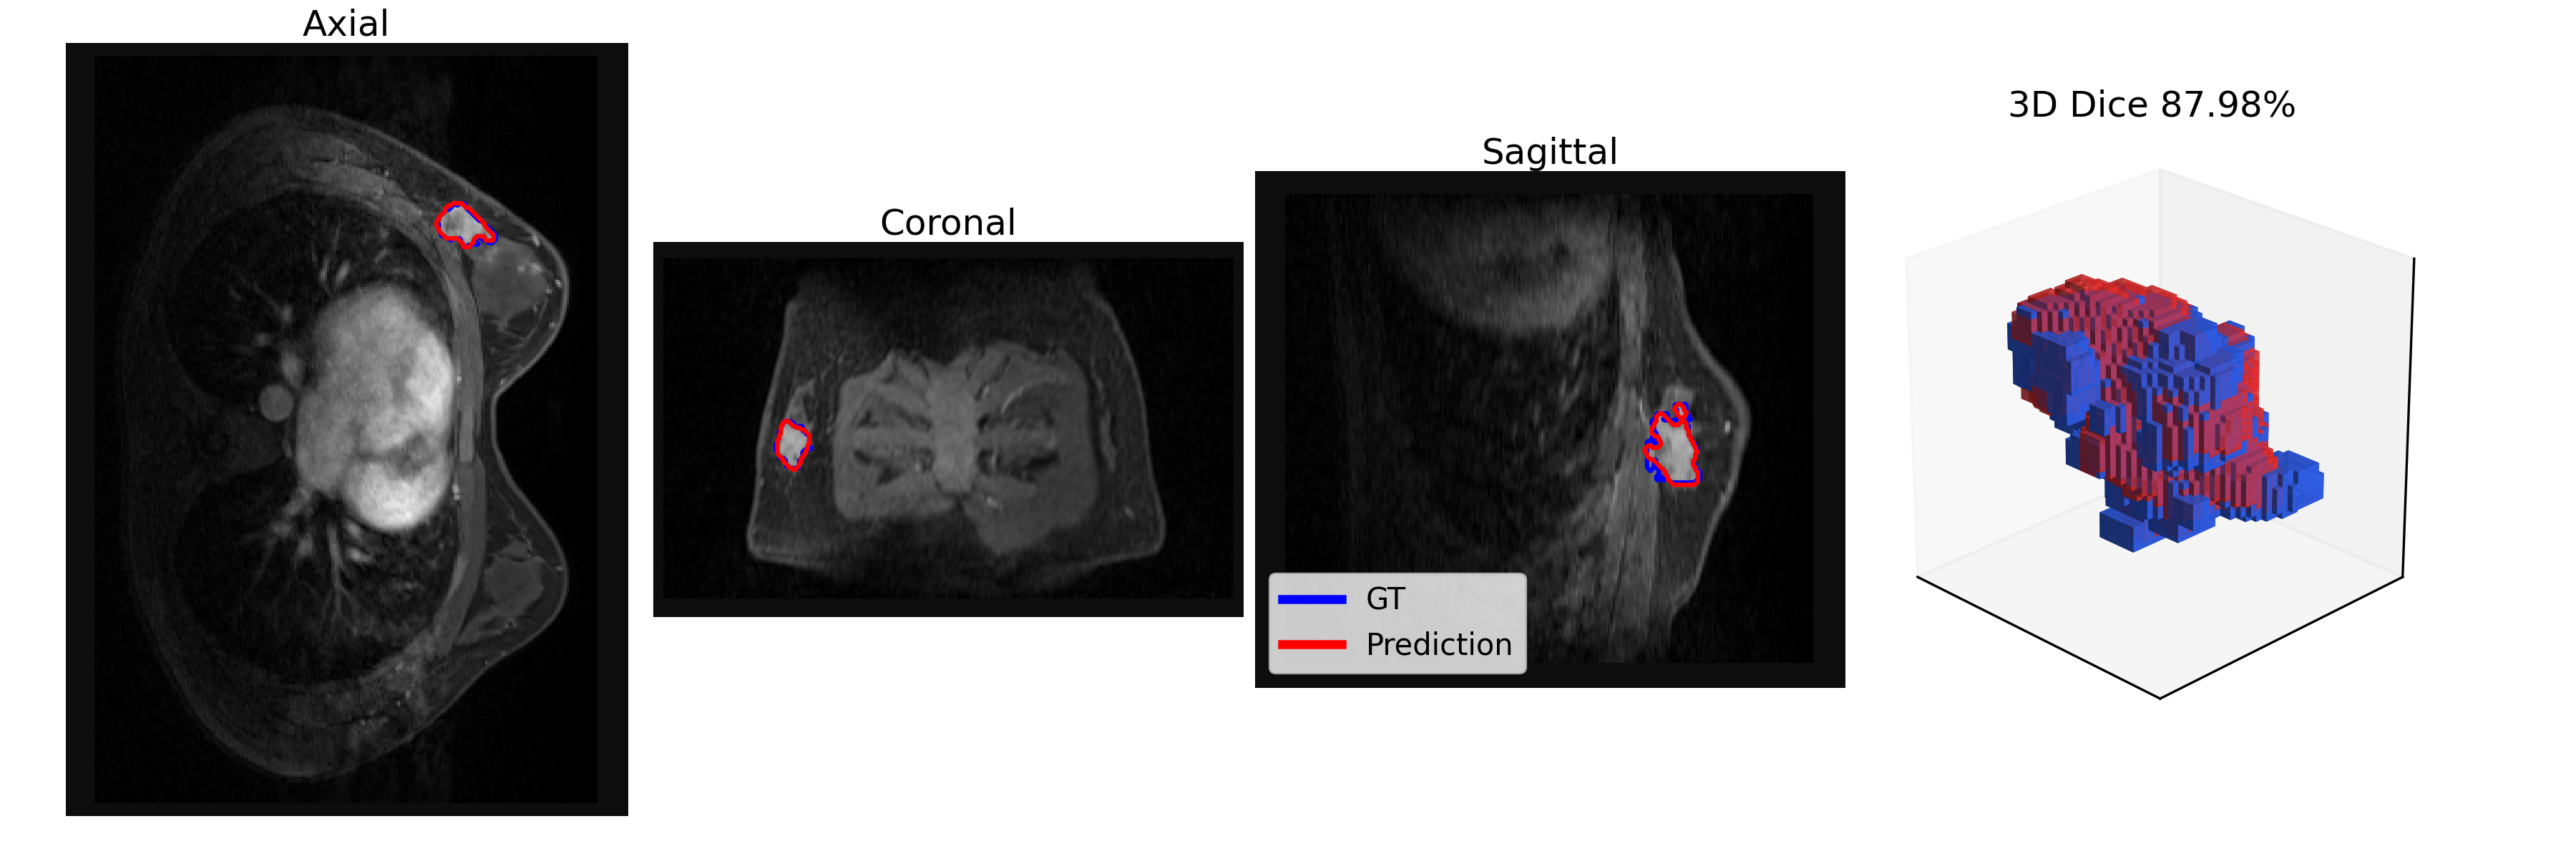 Axial
Coronal
Sagittal
GT
Prediction
3D Dice 87.98%